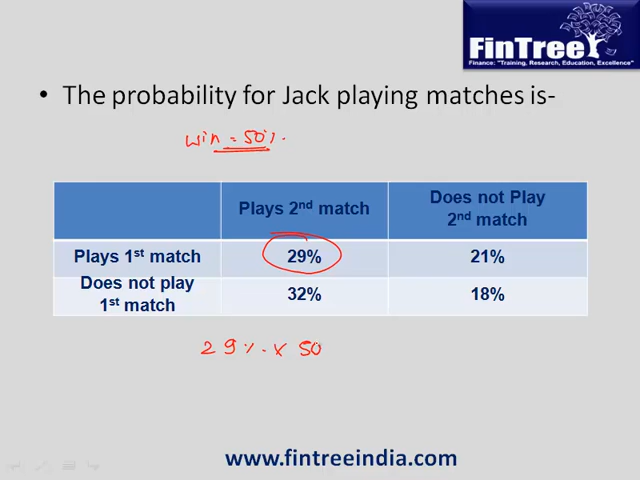 FinTree
Finance: "Training, Research, Education, Excellence"
• The probability for Jack playing matches is-
win = 50%.
Plays 2nd match
Does not Play
2nd match
Plays 1st match
29%
21%
Does not play
1st match
32%
18%
29% x 50
www.fintreeindia.com